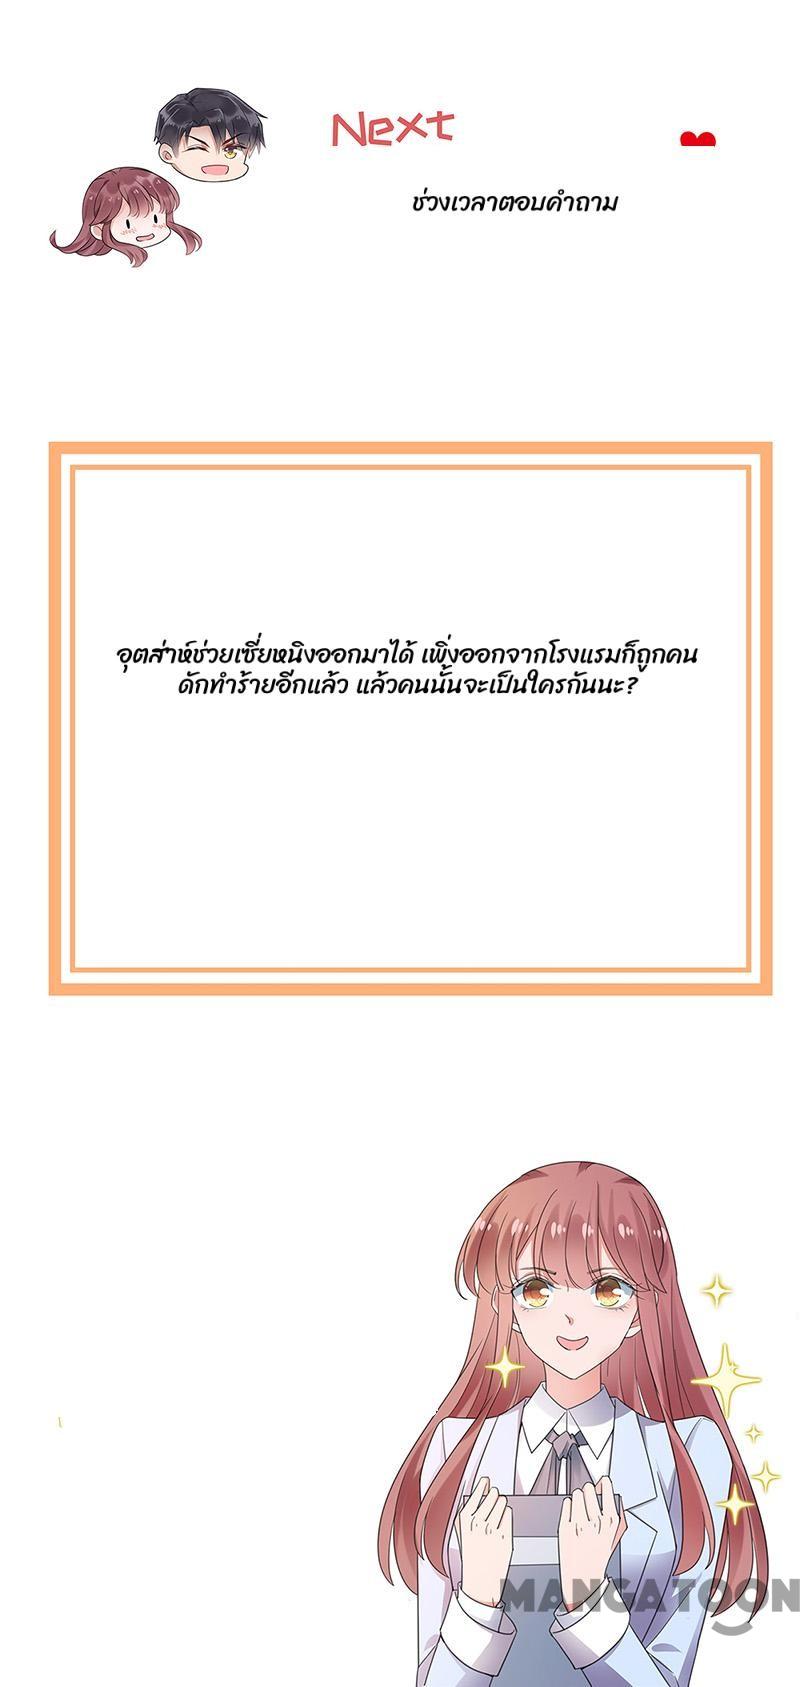 Next
ช่วงเวลาตอบคำถาม
อุตส่าห์ช่วยเซี่ยหนิงออกมาได้ เพิ่งออกจากโรงแรมก็ถูกคน
ดักทำร้ายอีกแล้ว แล้วคนนั้นจะเป็นใครกันนะ?
MANGATOON